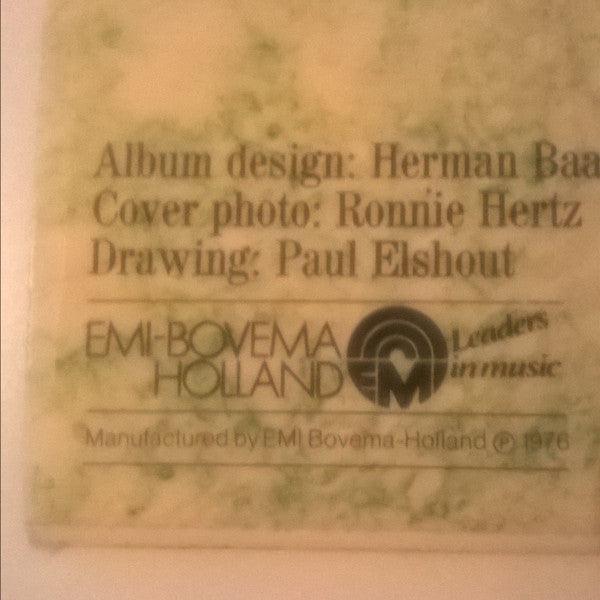 Album design: Herman Baa
Cover photo: Ronnie Hertz
Drawing: Paul Elshout
EMI-BOVEMA
HOLLAND
EM
Leaders
in music
Manufactured by EMI Bovema-Holland ℗ 1976